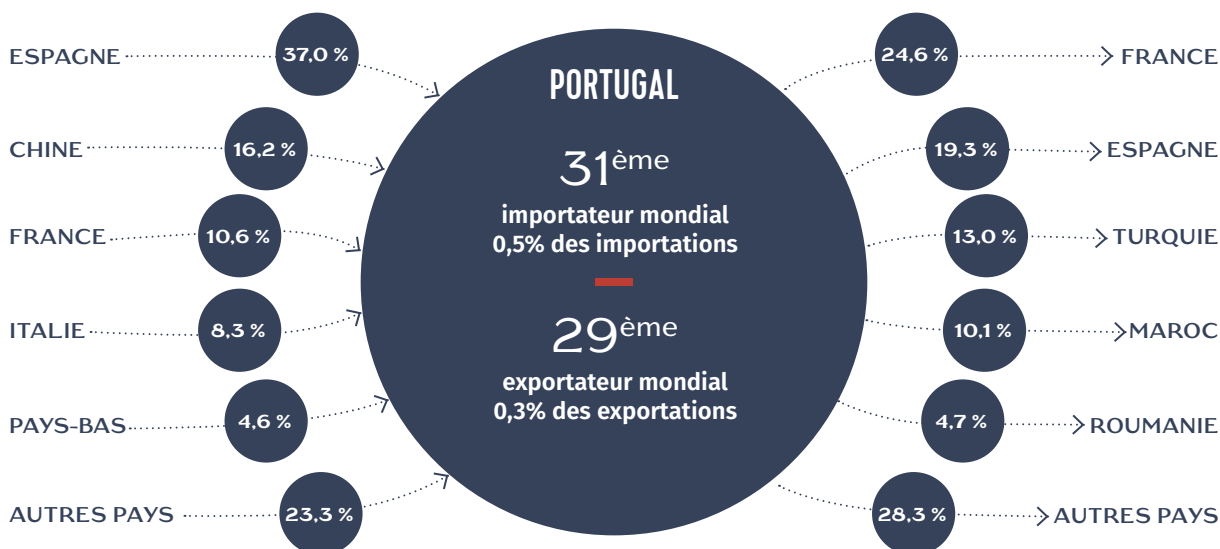 ESPAGNE 37,0 %
CHINE 16,2 %
FRANCE 10,6 %
ITALIE 8,3 %
PAYS-BAS 4,6 %
AUTRES PAYS 23,3 %
PORTUGAL
31ème
importateur mondial
0,5% des importations
29ème
exportateur mondial
0,3% des exportations
24,6 % FRANCE
19,3 % ESPAGNE
13,0 % TURQUIE
10,1 % MAROC
4,7 % ROUMANIE
28,3 % AUTRES PAYS